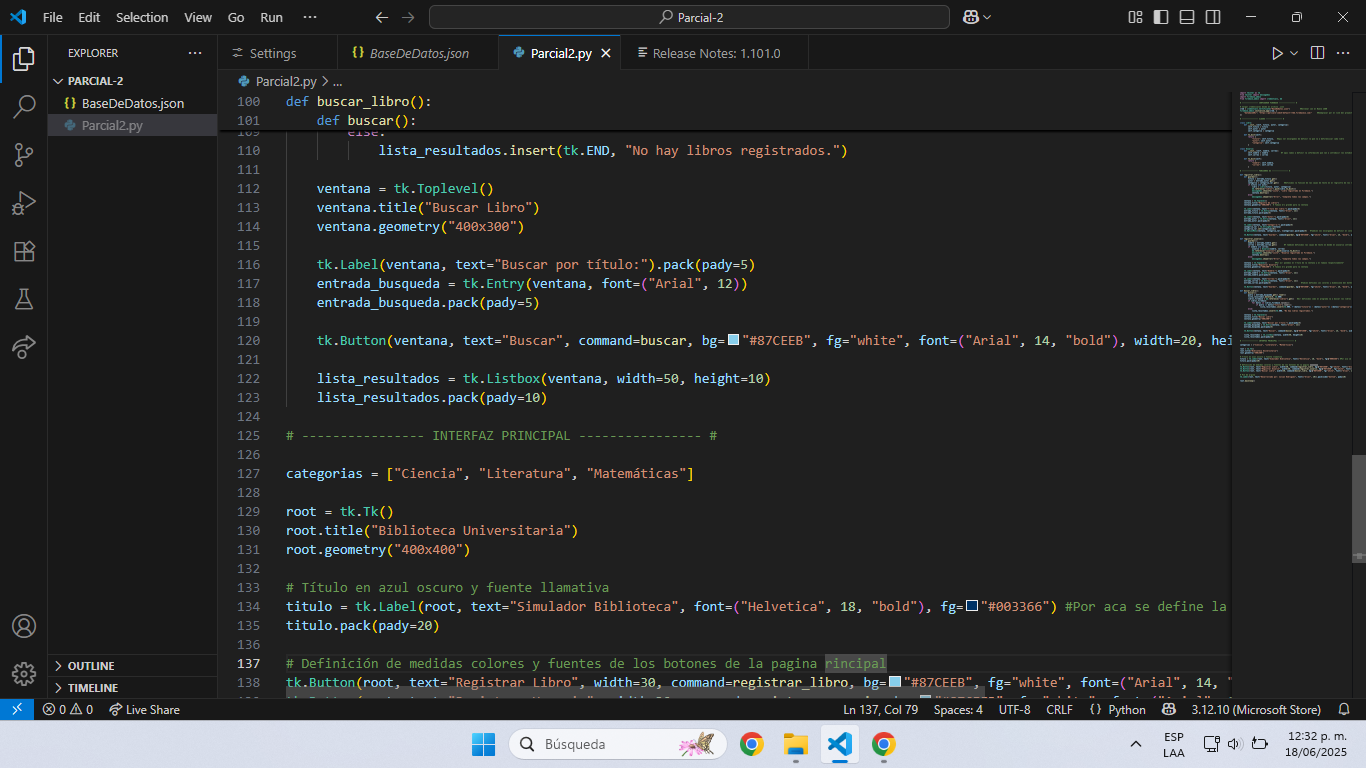 File Edit Selection View Go Run ··· Parcial-2
EXPLORER ···
PARCIAL-2
BaseDeDatos.json
Parcial2.py
OUTLINE
TIMELINE
Settings BaseDeDatos.json Parcial2.py Release Notes: 1.101.0
Parcial2.py > ...
100 def buscar_libro():
101 def buscar():
109 else:
110 lista_resultados.insert(tk.END, "No hay libros registrados.")
111
112 ventana = tk.Toplevel()
113 ventana.title("Buscar Libro")
114 ventana.geometry("400x300")
115
116 tk.Label(ventana, text="Buscar por título:").pack(pady=5)
117 entrada_busqueda = tk.Entry(ventana, font=("Arial", 12))
118 entrada_busqueda.pack(pady=5)
119
120 tk.Button(ventana, text="Buscar", command=buscar, bg="#87CEEB", fg="white", font=("Arial", 14, "bold"), width=20, hei
121
122 lista_resultados = tk.Listbox(ventana, width=50, height=10)
123 lista_resultados.pack(pady=10)
124
125 # ---------------- INTERFAZ PRINCIPAL ---------------- #
126
127 categorias = ["Ciencia", "Literatura", "Matemáticas"]
128
129 root = tk.Tk()
130 root.title("Biblioteca Universitaria")
131 root.geometry("400x400")
132
133 # Título en azul oscuro y fuente llamativa
134 titulo = tk.Label(root, text="Simulador Biblioteca", font=("Helvetica", 18, "bold"), fg="#003366") #Por aca se define la
135 titulo.pack(pady=20)
136
137 # Definición de medidas colores y fuentes de los botones de la pagina rincipal
138 tk.Button(root, text="Registrar Libro", width=30, command=registrar_libro, bg="#87CEEB", fg="white", font=("Arial", 14, "
0 0 Live Share Ln 137, Col 79 Spaces: 4 UTF-8 CRLF {} Python 3.12.10 (Microsoft Store)
Búsqueda
ESP
LAA
12:32 p. m.
18/06/2025